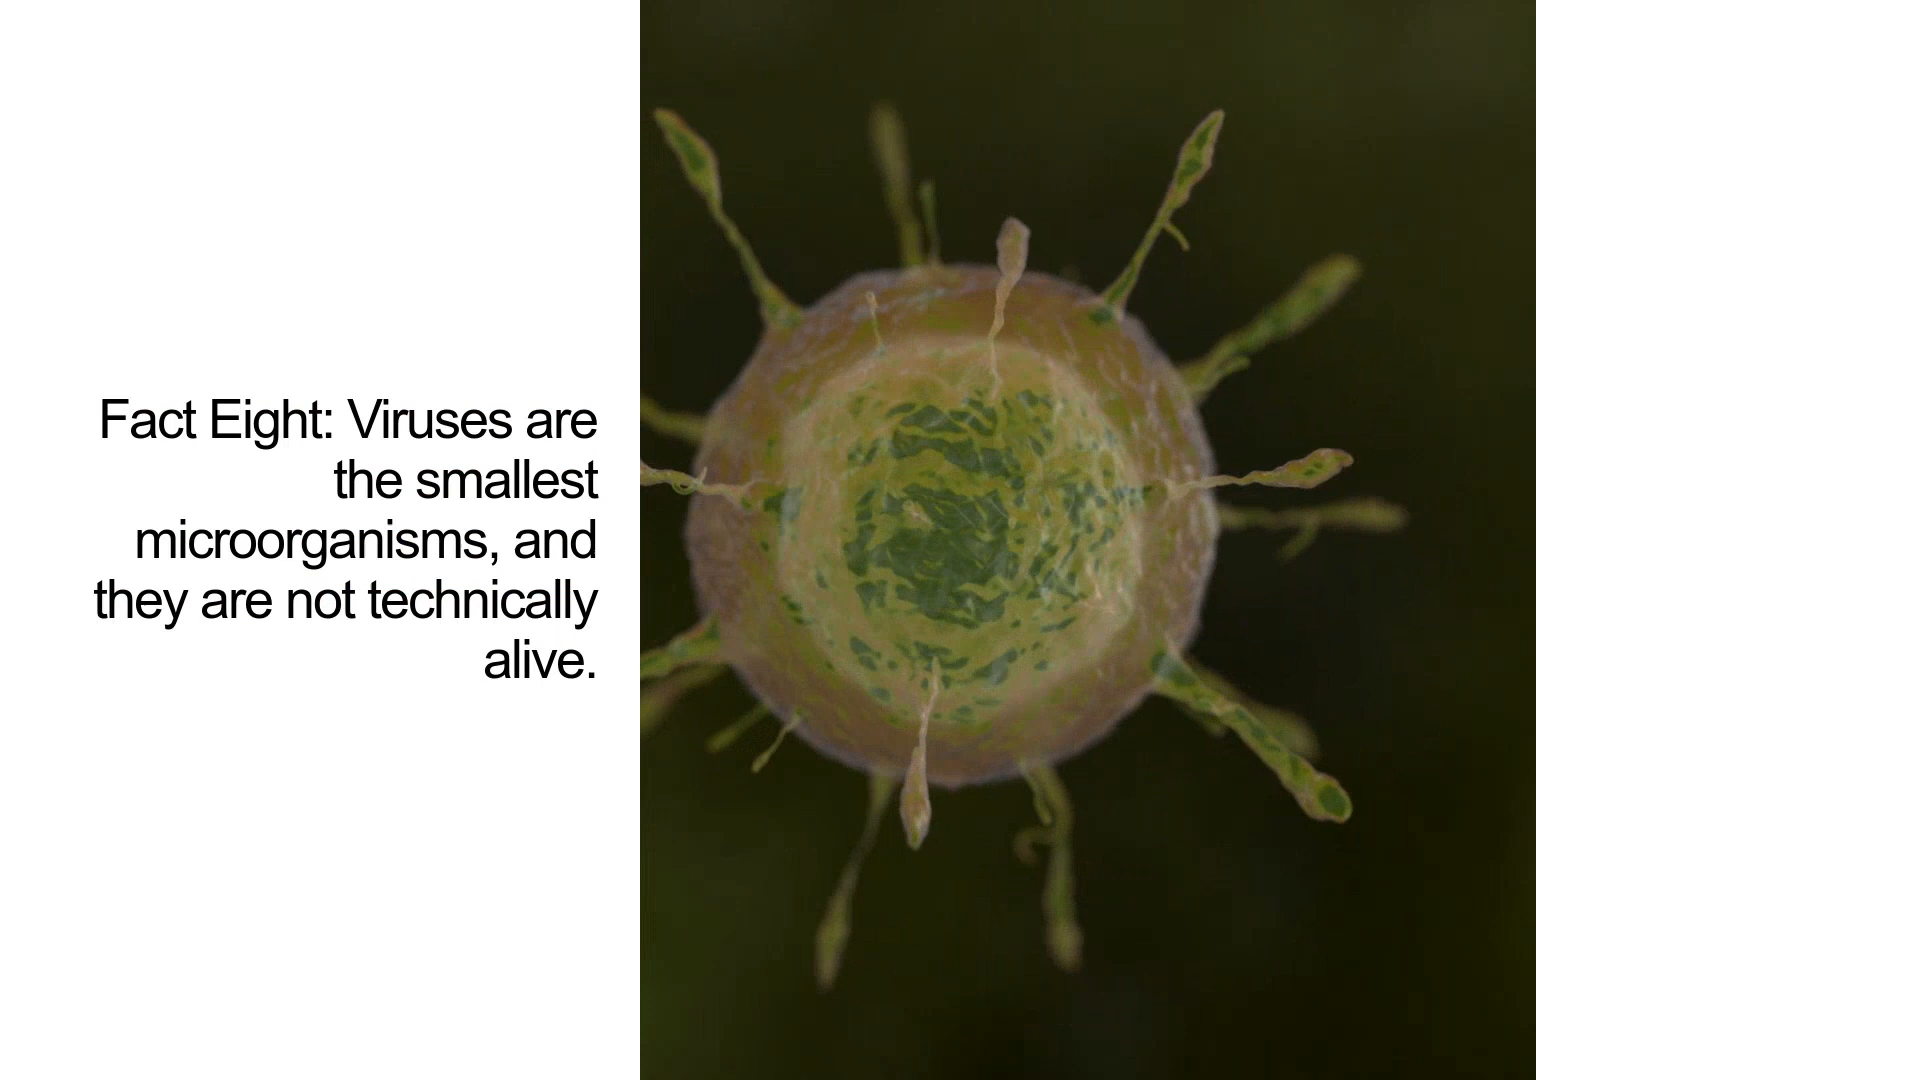 Fact Eight: Viruses are
the smallest
microorganisms, and
they are not technically
alive.